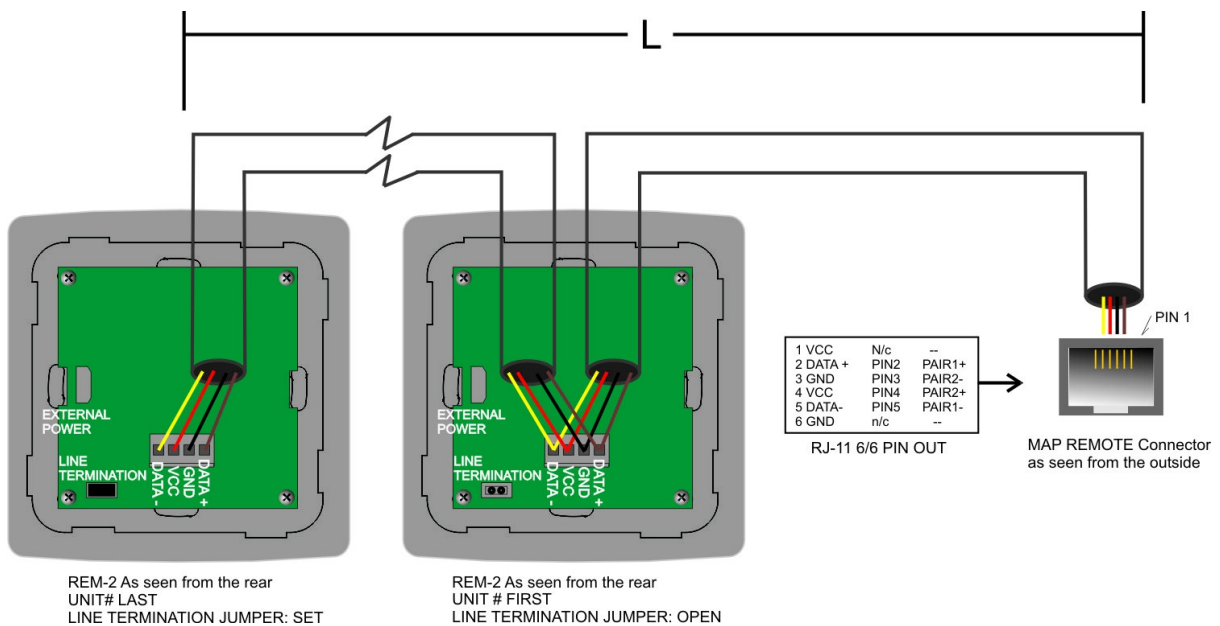 L
EXTERNAL
POWER
LINE
TERMINATION
DATA -
VCC
GND
DATA +
REM-2 As seen from the rear
UNIT# LAST
LINE TERMINATION JUMPER: SET
EXTERNAL
POWER
LINE
TERMINATION
DATA-
VCC
GND
DATA +
REM-2 As seen from the rear
UNIT # FIRST
LINE TERMINATION JUMPER: OPEN
1 VCC N/c --
2 DATA + PIN2 PAIR1+
3 GND PIN3 PAIR2-
4 VCC PIN4 PAIR2+
5 DATA- PIN5 PAIR1-
6 GND n/c --
RJ-11 6/6 PIN OUT
PIN 1
MAP REMOTE Connector
as seen from the outside